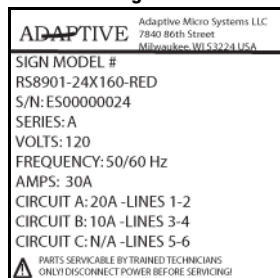 ADAPTIVE
Adaptive Micro Systems LLC
7840 86th Street
Milwaukee, WI 53224 USA
SIGN MODEL #
RS8901-24X160-RED
S/N: ES00000024
SERIES: A
VOLTS: 120
FREQUENCY: 50/60 Hz
AMPS: 30A
CIRCUIT A: 20A -LINES 1-2
CIRCUIT B: 10A -LINES 3-4
CIRCUIT C: N/A -LINES 5-6
PARTS SERVICABLE BY TRAINED TECHNICIANS
ONLY! DISCONNECT POWER BEFORE SERVICING!